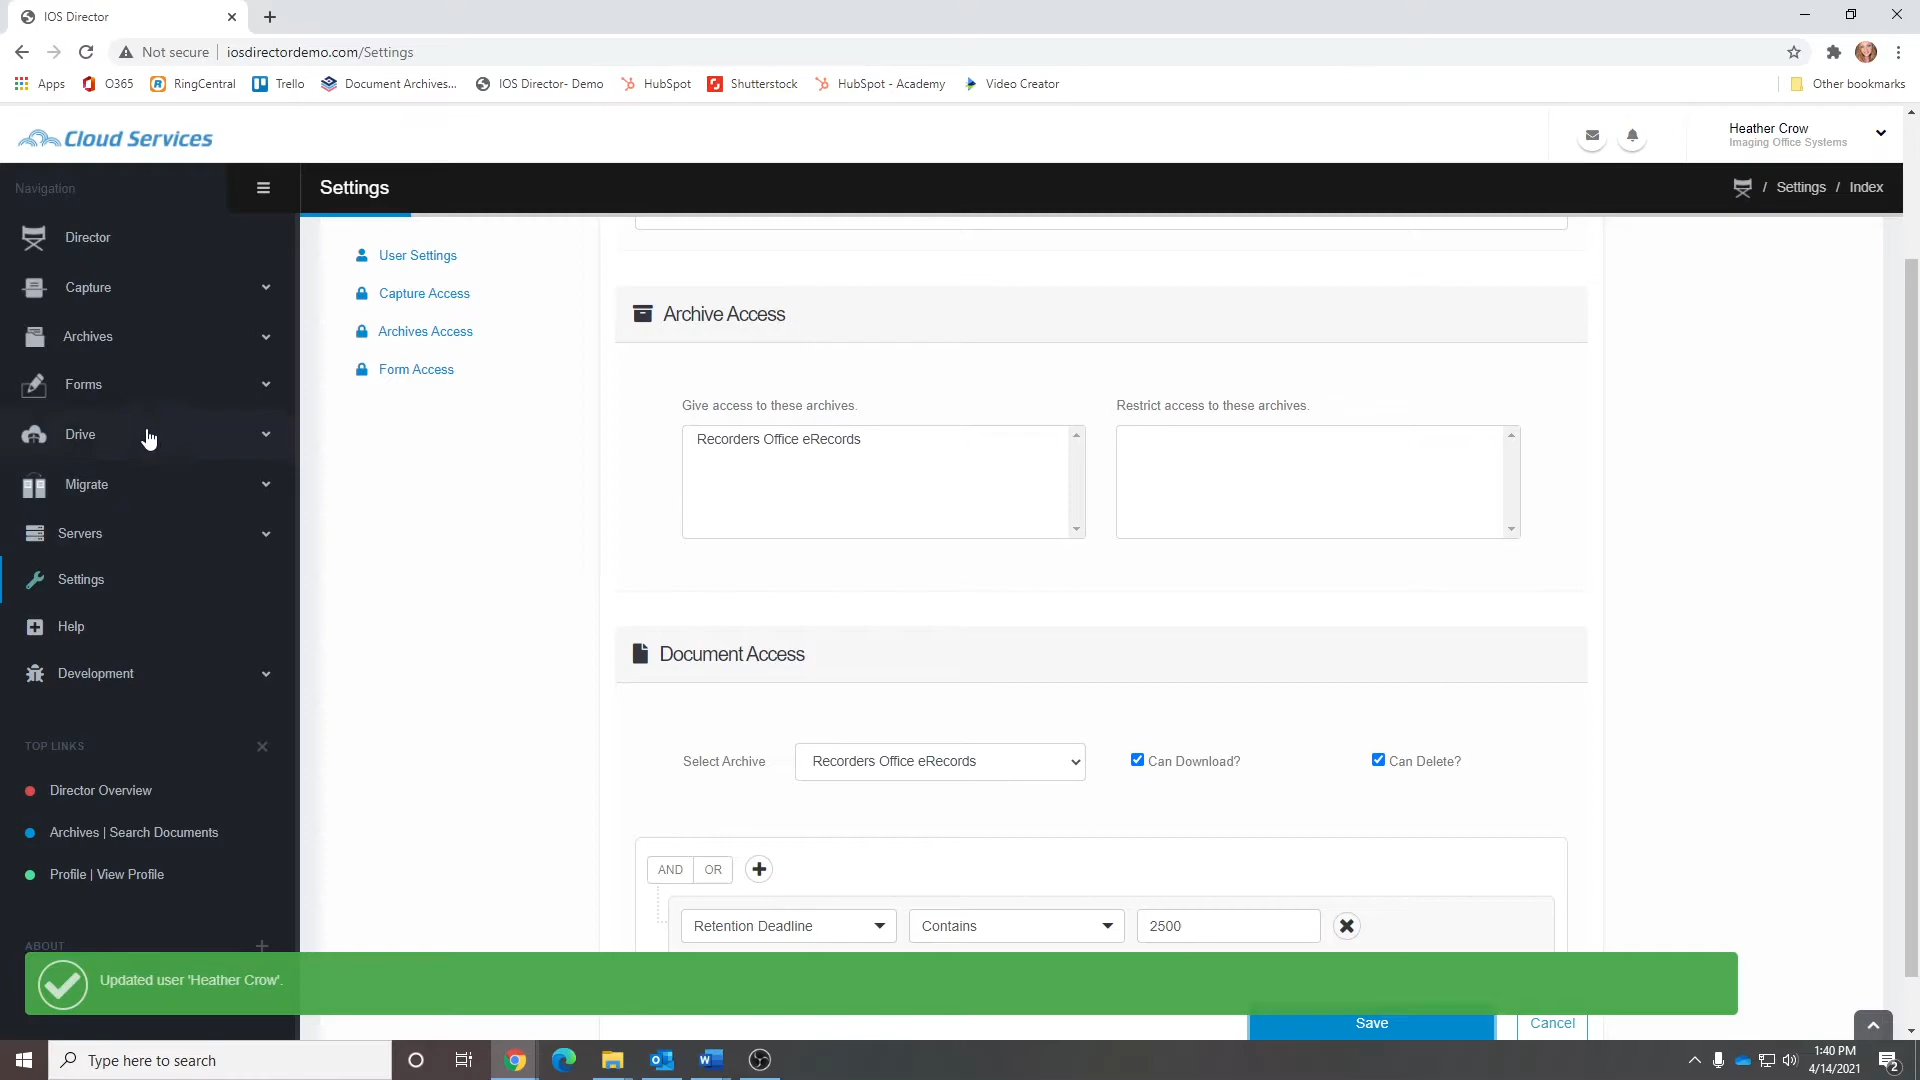 IOS Director
Not secure
iosdirectordemo.com/Settings
Apps
O365
RingCentral
Trello
Document Archives...
IOS Director- Demo
HubSpot
Shutterstock
HubSpot - Academy
Video Creator
Other bookmarks
Cloud Services
Heather Crow
Imaging Office Systems
Navigation
Settings
/ Settings / Index
Director
Capture
Archives
Forms
Drive
Migrate
Servers
Settings
Help
Development
TOP LINKS
Director Overview
Archives | Search Documents
Profile | View Profile
ABOUT
User Settings
Capture Access
Archives Access
Form Access
Archive Access
Give access to these archives.
Restrict access to these archives.
Recorders Office eRecords
Document Access
Select Archive
Recorders Office eRecords
Can Download?
Can Delete?
AND
OR
Retention Deadline
Contains
2500
Updated user 'Heather Crow'.
Save
Cancel
Type here to search
1:40 PM
4/14/2021
2